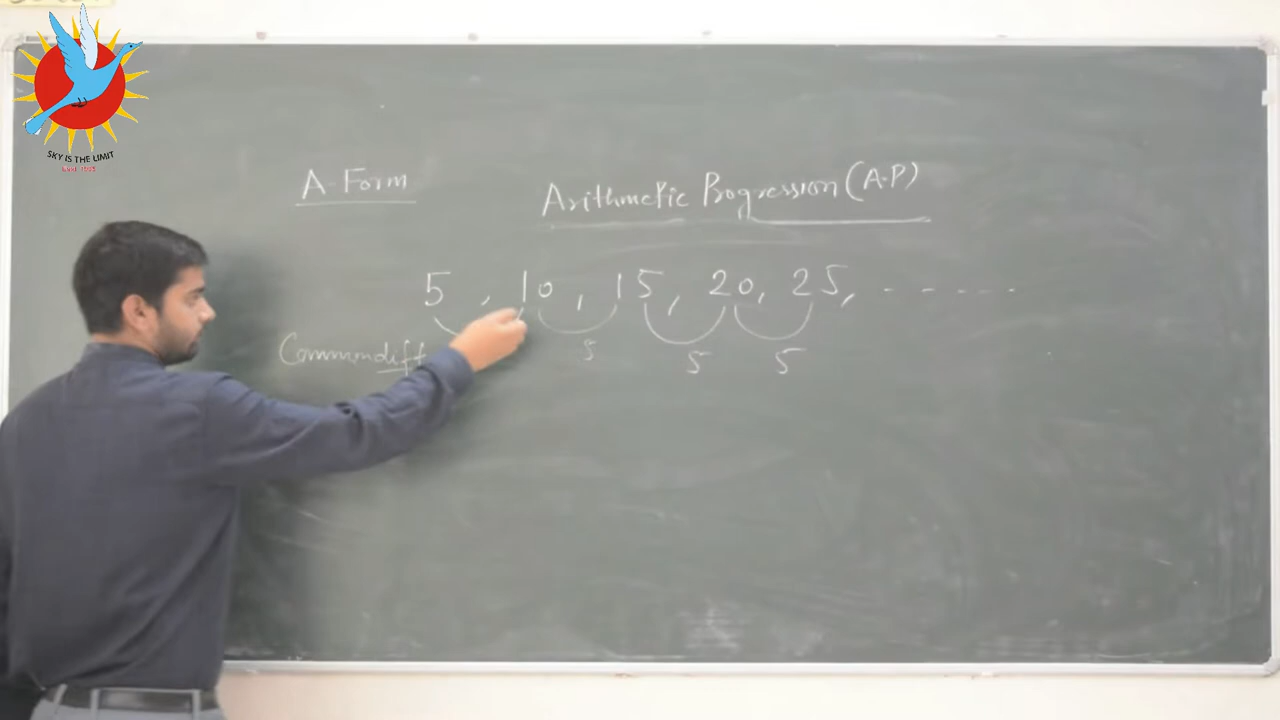 SKY IS THE LIMIT
A-Form
Arithmetic Progression (A.P)
5, 10, 15, 20, 25, - - - - -
Common diff 5 5 5